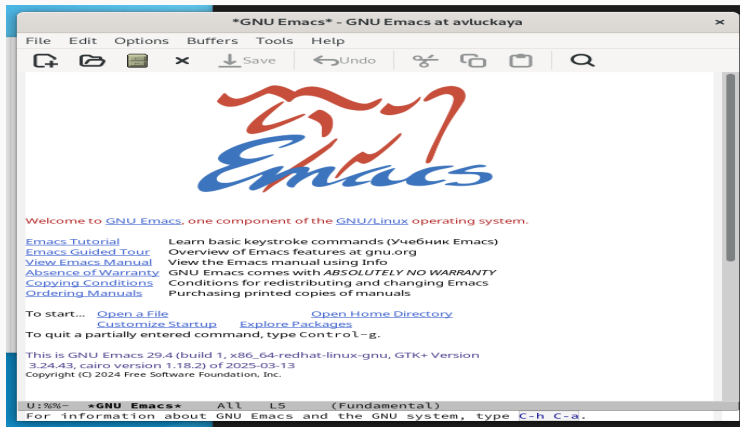 *GNU Emacs* - GNU Emacs at avluckaya ×
File Edit Options Buffers Tools Help
Save Undo
Emacs
Welcome to GNU Emacs, one component of the GNU/Linux operating system.
Emacs Tutorial Learn basic keystroke commands (Учебник Emacs)
Emacs Guided Tour Overview of Emacs features at gnu.org
View Emacs Manual View the Emacs manual using Info
Absence of Warranty GNU Emacs comes with ABSOLUTELY NO WARRANTY
Copying Conditions Conditions for redistributing and changing Emacs
Ordering Manuals Purchasing printed copies of manuals
To start... Open a File Open Home Directory
Customize Startup Explore Packages
To quit a partially entered command, type Control-g.
This is GNU Emacs 29.4 (build 1, x86_64-redhat-linux-gnu, GTK+ Version
3.24.43, cairo version 1.18.2) of 2025-03-13
Copyright (C) 2024 Free Software Foundation, Inc.
U:%%- *GNU Emacs* All L5 (Fundamental)
For information about GNU Emacs and the GNU system, type C-h C-a.